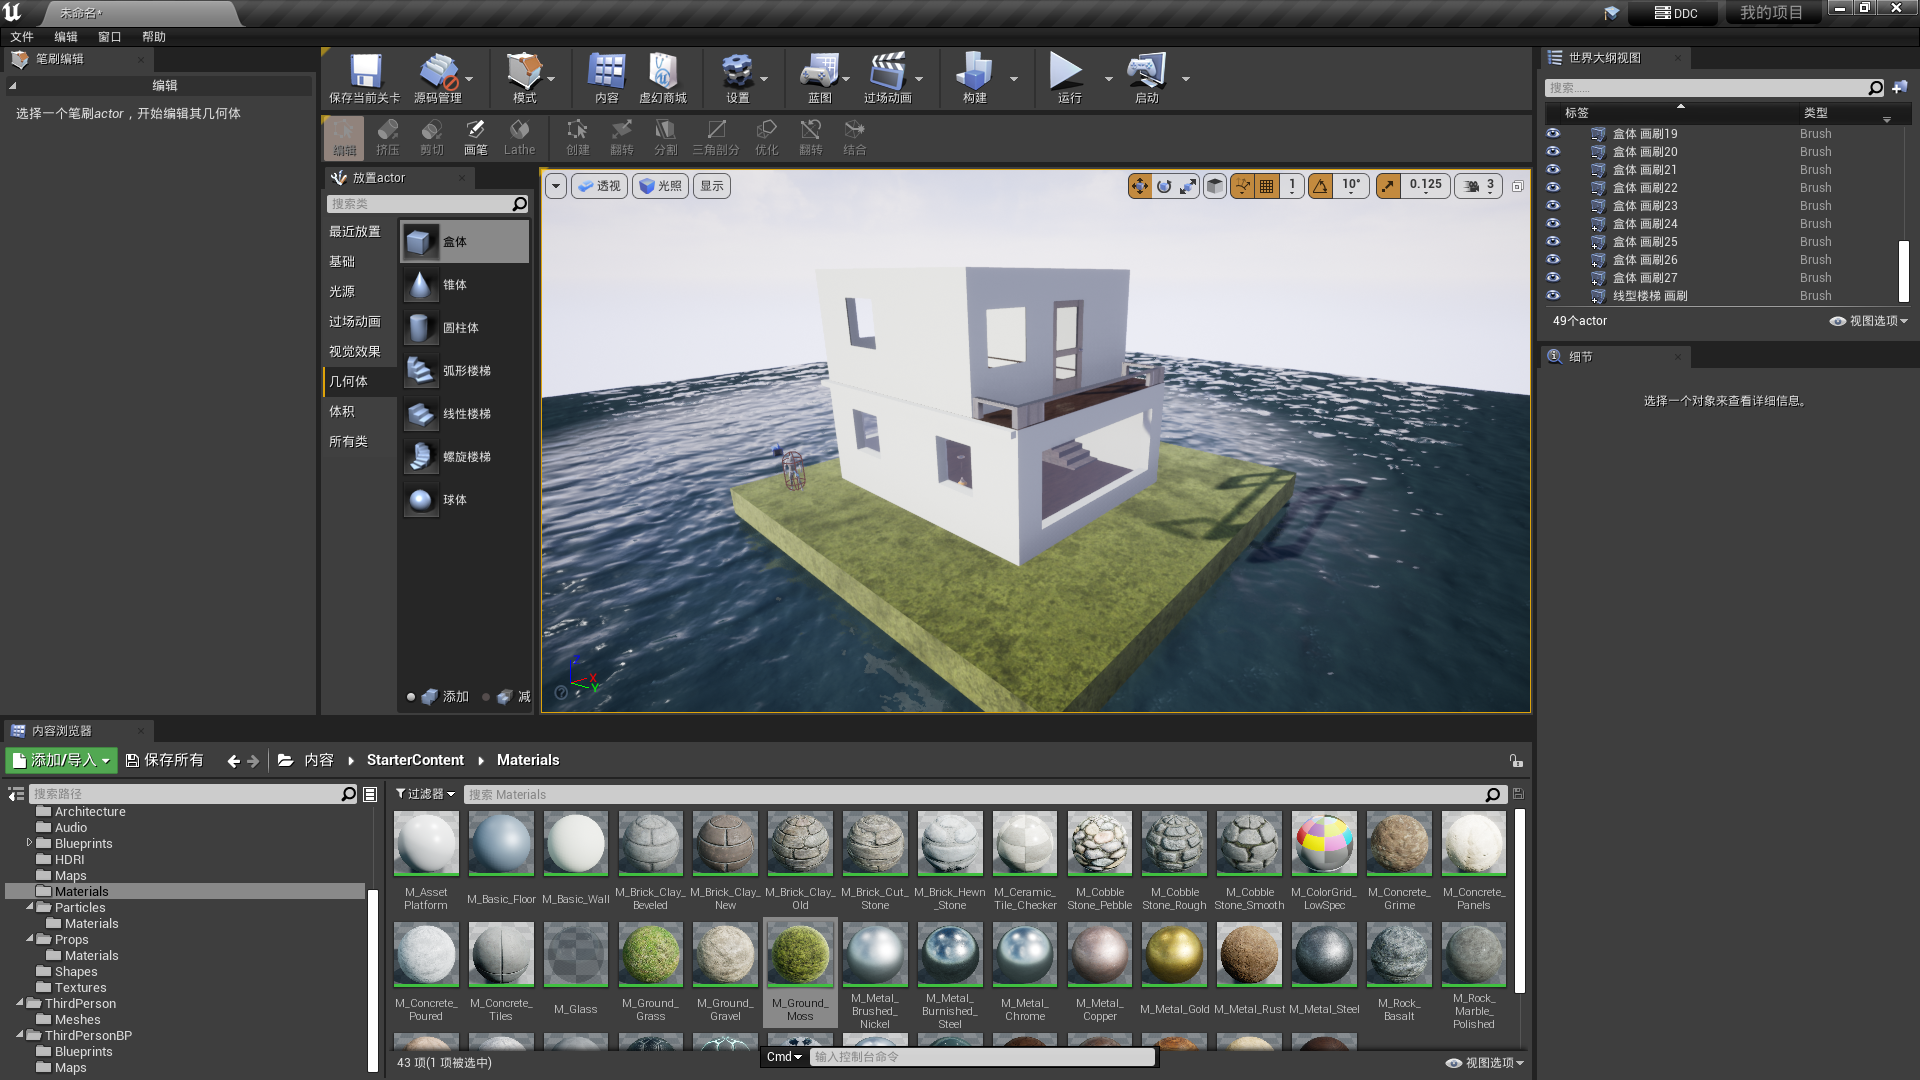 未命名*
DDC
我的项目
文件 编辑 窗口 帮助
笔刷编辑
编辑
选择一个笔刷actor，开始编辑其几何体
保存当前关卡 源码管理 模式 内容 虚幻商城 设置 蓝图 过场动画 构建 运行 启动
编辑 挤压 剪切 画笔 Lathe 创建 翻转 分割 三角剖分 优化 翻转 结合
放置actor
搜索类
最近放置
基础
光源
过场动画
视觉效果
几何体
体积
所有类
盒体
锥体
圆柱体
弧形楼梯
线性楼梯
螺旋楼梯
球体
添加 减
透视 光照 显示
1 10° 0.125 3
Z X Y
世界大纲视图
搜索......
标签 类型
盒体 画刷19 Brush
盒体 画刷20 Brush
盒体 画刷21 Brush
盒体 画刷22 Brush
盒体 画刷23 Brush
盒体 画刷24 Brush
盒体 画刷25 Brush
盒体 画刷26 Brush
盒体 画刷27 Brush
线型楼梯 画刷 Brush
49个actor 视图选项
细节
选择一个对象来查看详细信息。
内容浏览器
添加/导入 保存所有 内容 StarterContent Materials
搜索路径
Architecture
Audio
Blueprints
HDRI
Maps
Materials
Particles
Materials
Props
Materials
Shapes
Textures
ThirdPerson
Meshes
ThirdPersonBP
Blueprints
Maps
过滤器 搜索 Materials
M_Asset Platform
M_Basic_Floor
M_Basic_Wall
M_Brick_Clay_Beveled
M_Brick_Clay_New
M_Brick_Clay_Old
M_Brick_Cut_Stone
M_Brick_Hewn_Stone
M_Ceramic_Tile_Checker
M_Cobble Stone_Pebble
M_Cobble Stone_Rough
M_Cobble Stone_Smooth
M_ColorGrid_LowSpec
M_Concrete_Grime
M_Concrete_Panels
M_Concrete_Poured
M_Concrete_Tiles
M_Glass
M_Ground_Grass
M_Ground_Gravel
M_Ground_Moss
M_Metal_Brushed_Nickel
M_Metal_Burnished_Steel
M_Metal_Chrome
M_Metal_Copper
M_Metal_Gold
M_Metal_Rust
M_Metal_Steel
M_Rock_Basalt
M_Rock_Marble_Polished
43 项(1 项被选中)
Cmd 输入控制台命令
视图选项